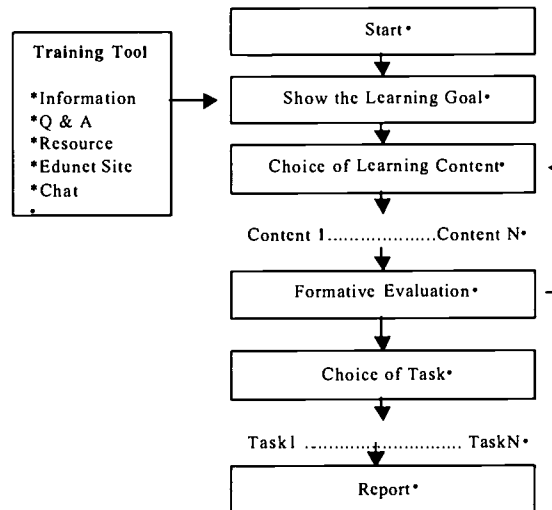 Training Tool
*Information
*Q & A
*Resource
*Edunet Site
*Chat
•
Start•
Show the Learning Goal•
Choice of Learning Content•
Content 1.....................Content N•
Formative Evaluation•
Choice of Task•
Task1 .............................. TaskN•
Report•